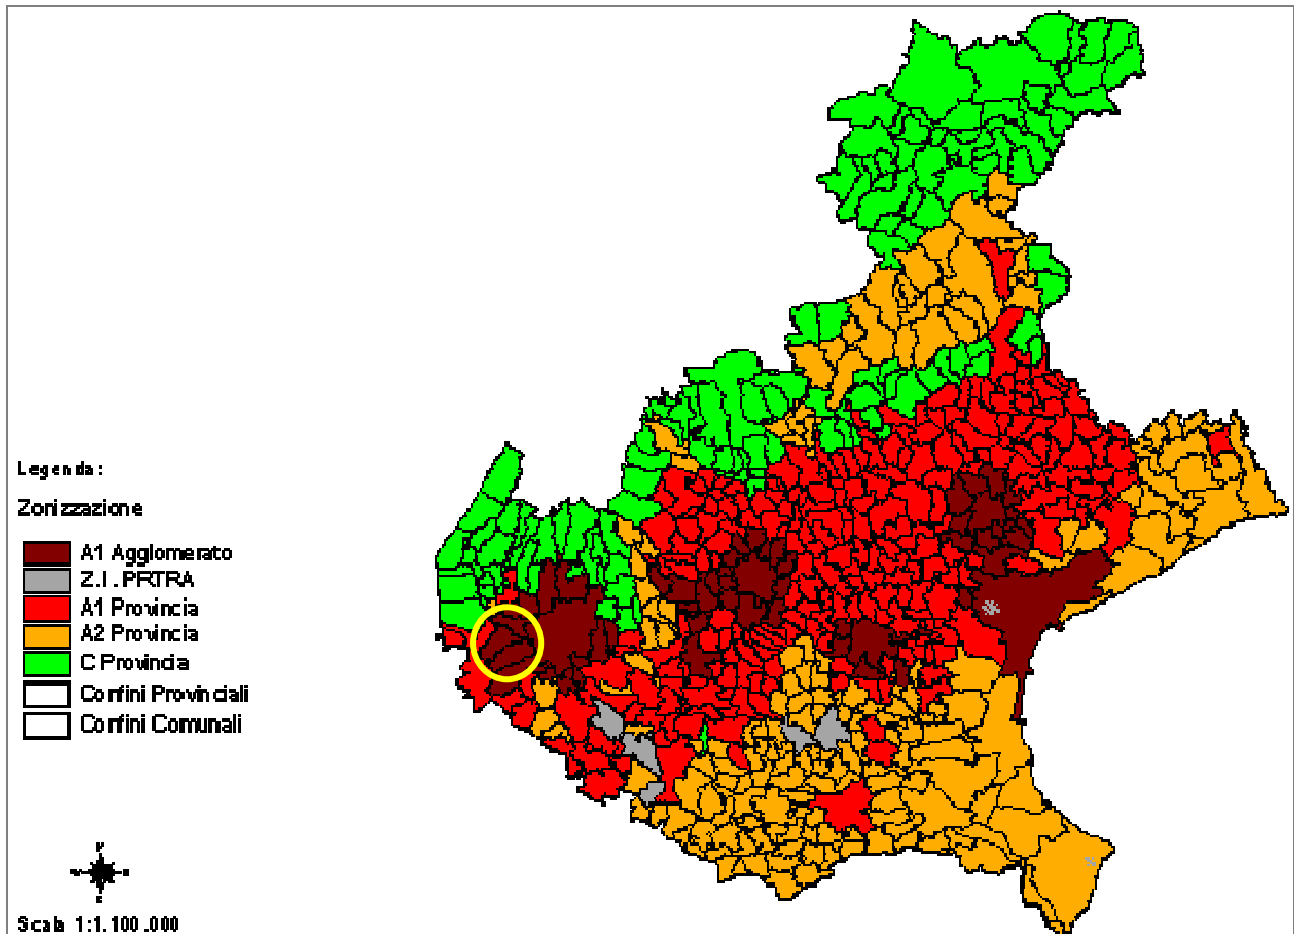 Legenda:
Zonizzazione
A1 Agglomerato
Z.I. PRTRA
A1 Provincia
A2 Provincia
C Provincia
Confini Provinciali
Confini Comunali
Scala 1:1.100.000